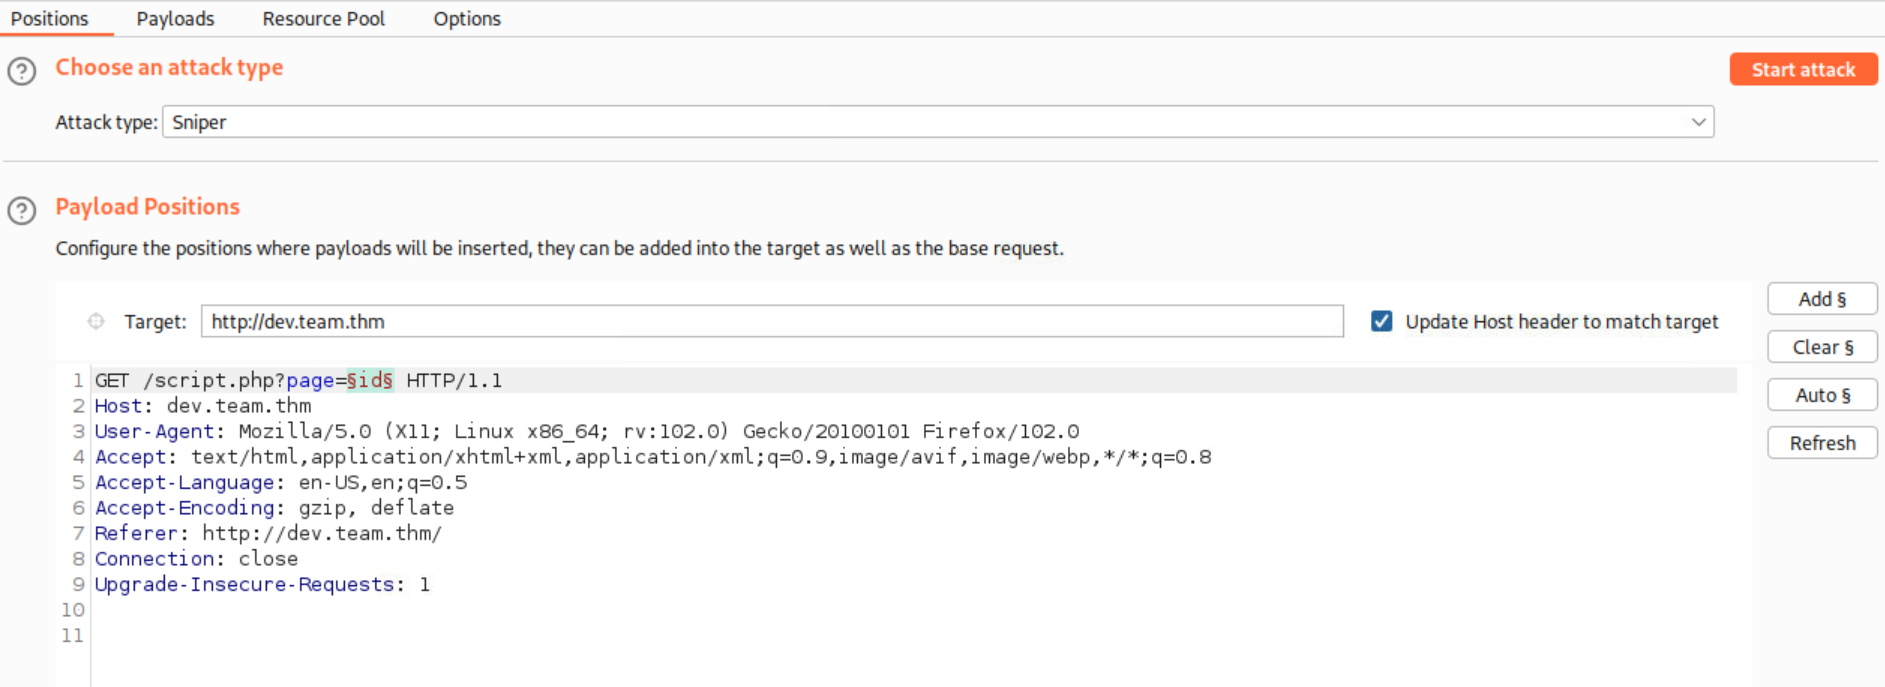 Positions Payloads Resource Pool Options
? Choose an attack type
Start attack
Attack type: Sniper
? Payload Positions
Configure the positions where payloads will be inserted, they can be added into the target as well as the base request.
Target: http://dev.team.thm
Update Host header to match target
Add §
Clear §
Auto §
Refresh
1 GET /script.php?page=§id§ HTTP/1.1
2 Host: dev.team.thm
3 User-Agent: Mozilla/5.0 (X11; Linux x86_64; rv:102.0) Gecko/20100101 Firefox/102.0
4 Accept: text/html,application/xhtml+xml,application/xml;q=0.9,image/avif,image/webp,*/*;q=0.8
5 Accept-Language: en-US,en;q=0.5
6 Accept-Encoding: gzip, deflate
7 Referer: http://dev.team.thm/
8 Connection: close
9 Upgrade-Insecure-Requests: 1
10
11